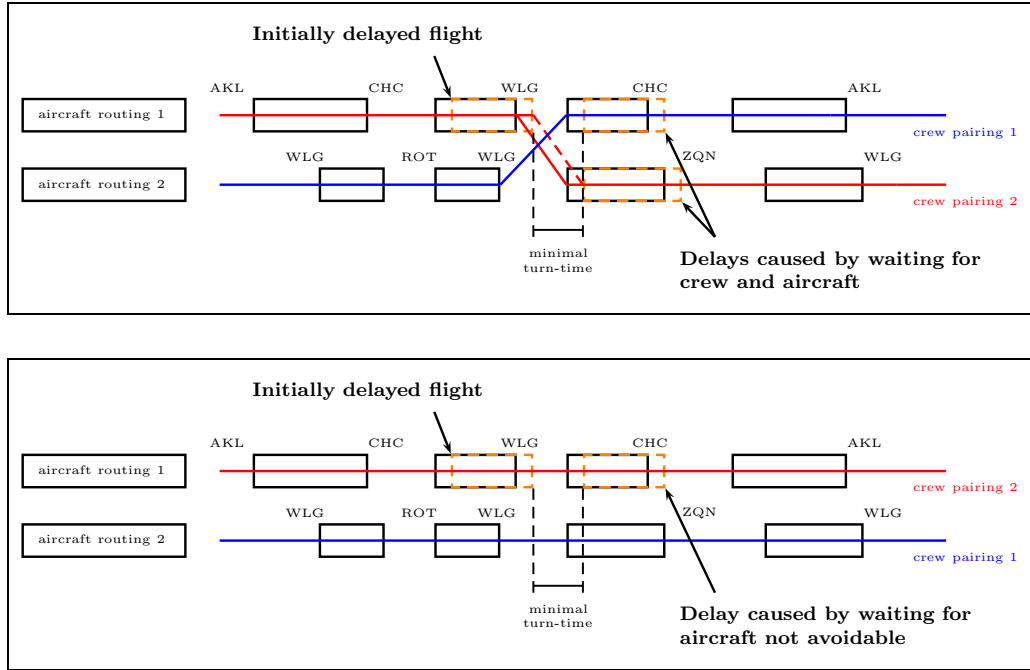 Initially delayed flight
AKL CHC WLG CHC AKL
aircraft routing 1
crew pairing 1
WLG ROT WLG ZQN WLG
aircraft routing 2
crew pairing 2
minimal
turn-time
Delays caused by waiting for
crew and aircraft
Initially delayed flight
AKL CHC WLG CHC AKL
aircraft routing 1
crew pairing 2
WLG ROT WLG ZQN WLG
aircraft routing 2
crew pairing 1
minimal
turn-time
Delay caused by waiting for
aircraft not avoidable